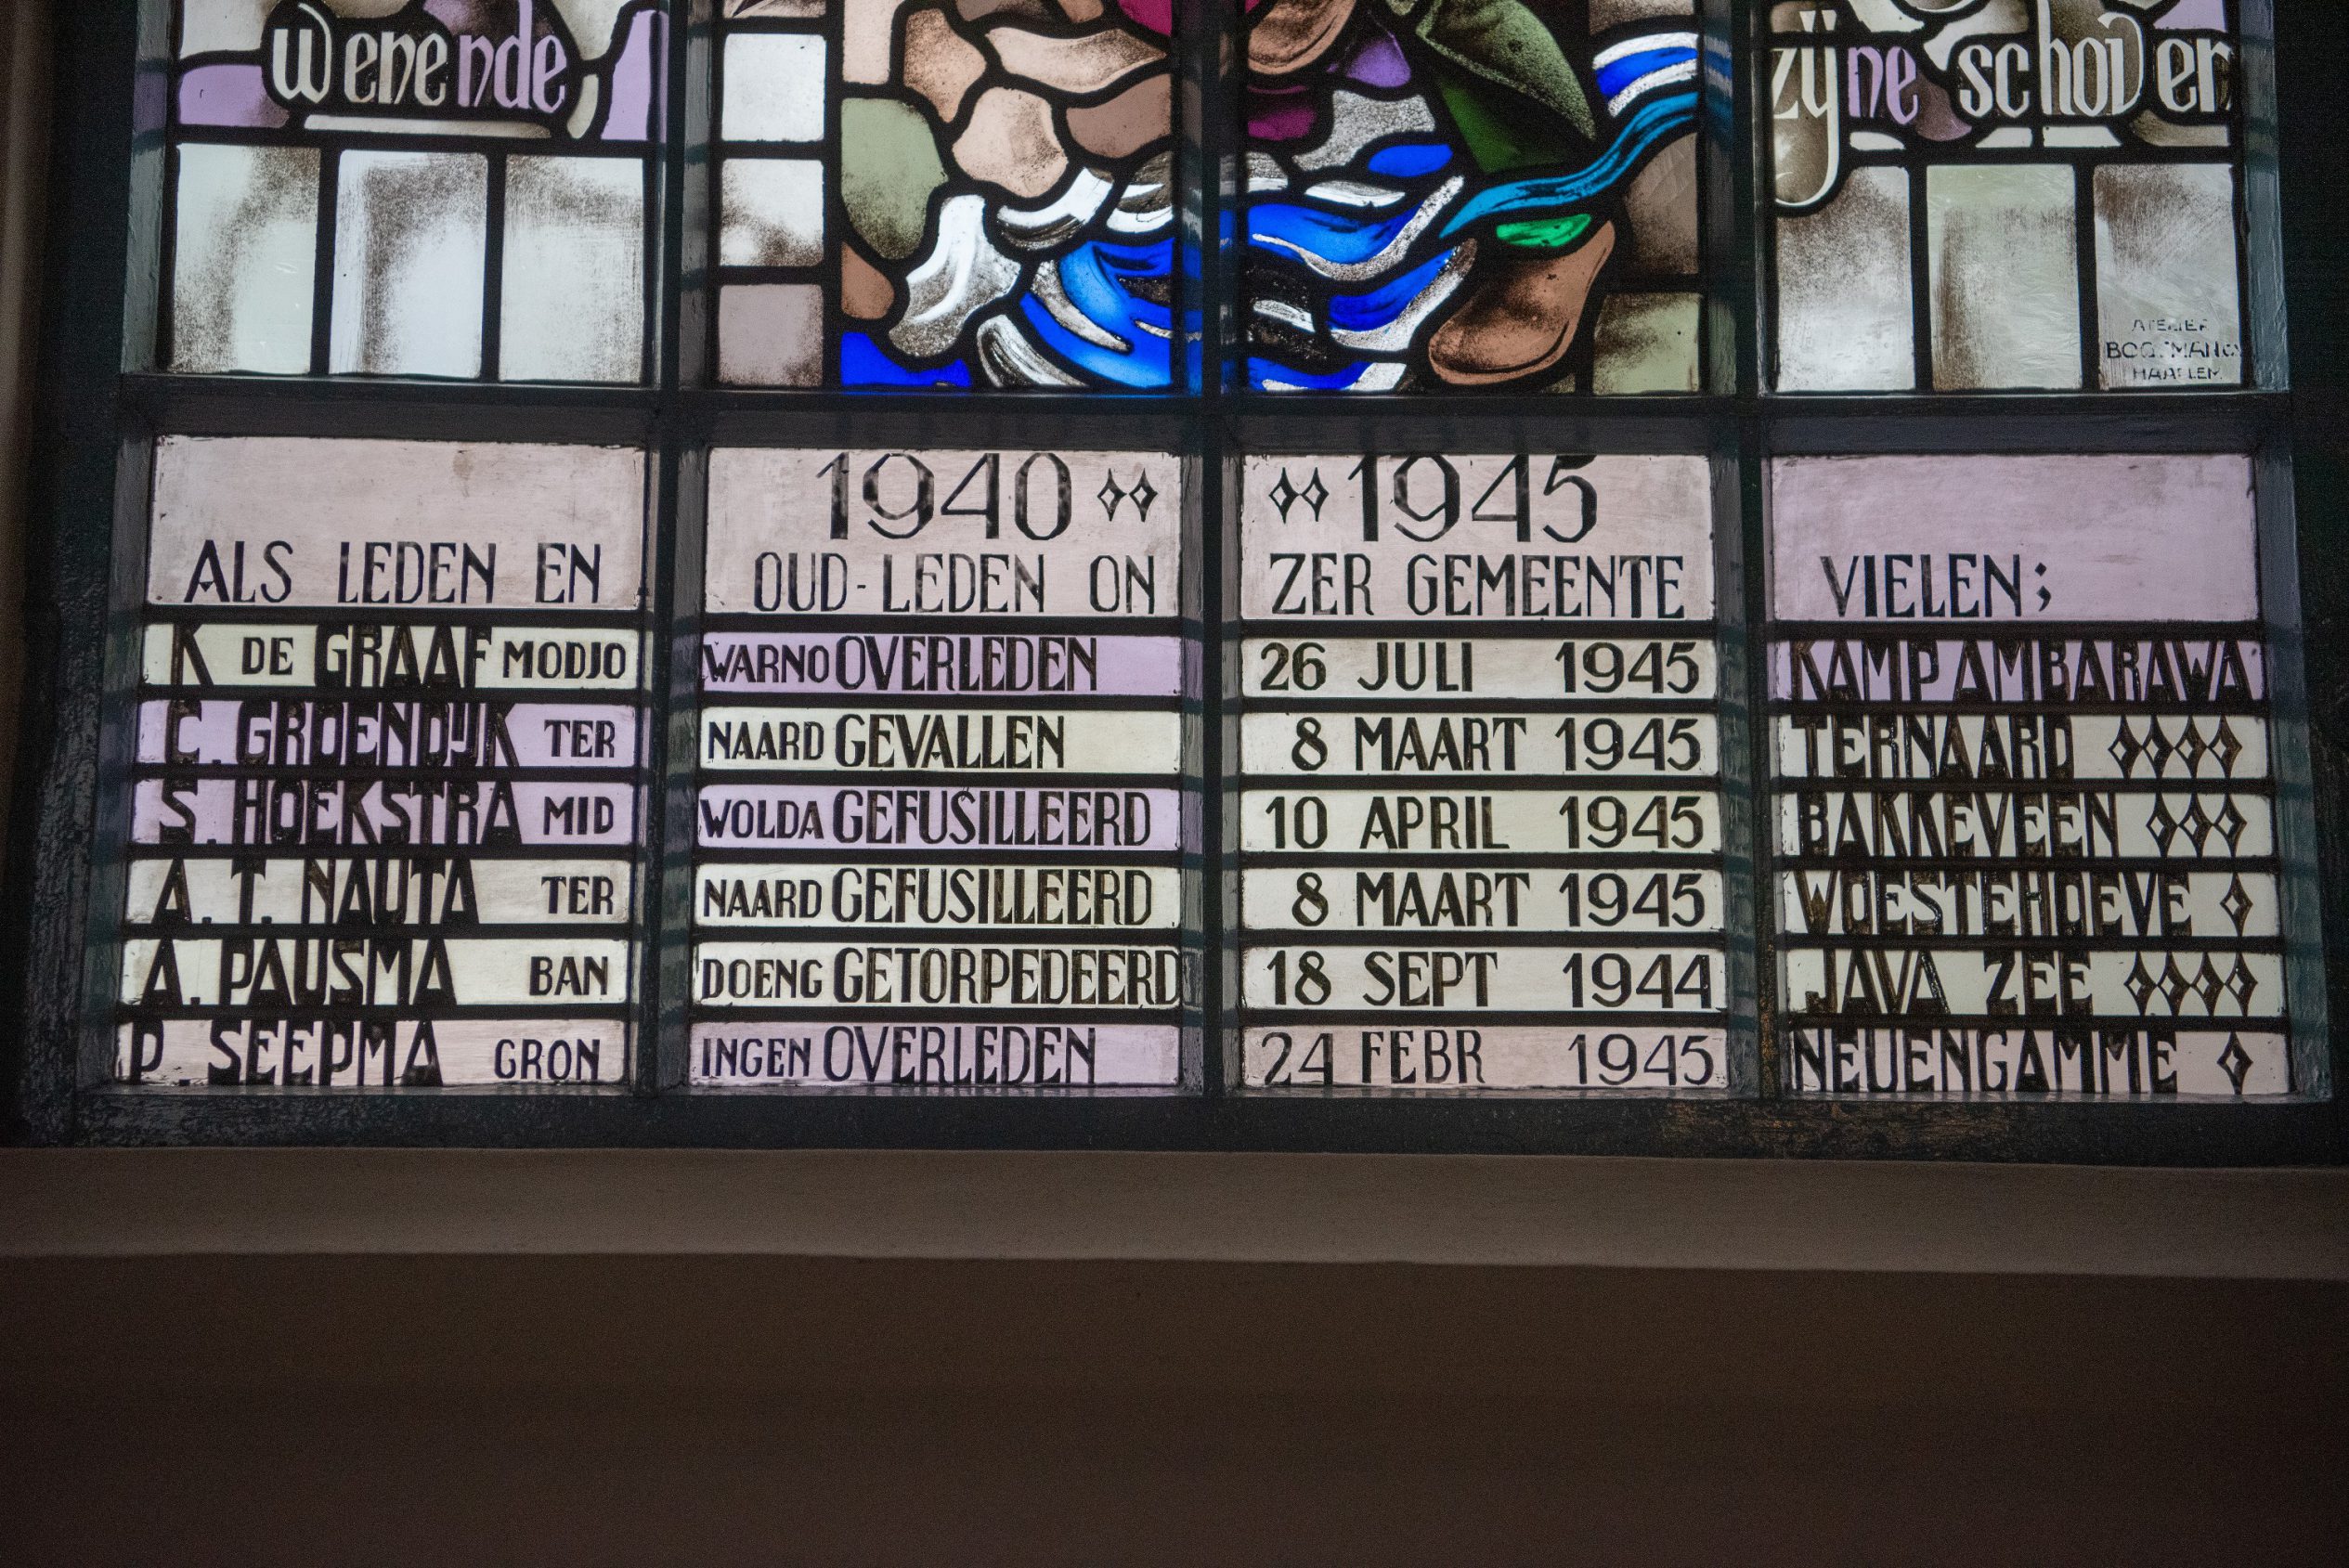 wenende; zijne schoven
ATELIER
BOGTMAN
HAARLEM
1940 1945
ALS LEDEN EN OUD-LEDEN ONZER GEMEENTE VIELEN;
K DE GRAAF MODJOWARNO OVERLEDEN 26 JULI 1945 KAMP AMBARAWA
C. GROENDIJK TERNAARD GEVALLEN 8 MAART 1945 TERNAARD
S. HOEKSTRA MIDWOLDA GEFUSILLEERD 10 APRIL 1945 BAKKEVEEN
A. T. NAUTA TERNAARD GEFUSILLEERD 8 MAART 1945 WOESTEHOEVE
A. PAUSMA BANDOENG GETORPEDEERD 18 SEPT 1944 JAVA ZEE
P. SEEPMA GRONINGEN OVERLEDEN 24 FEBR 1945 NEUENGAMME